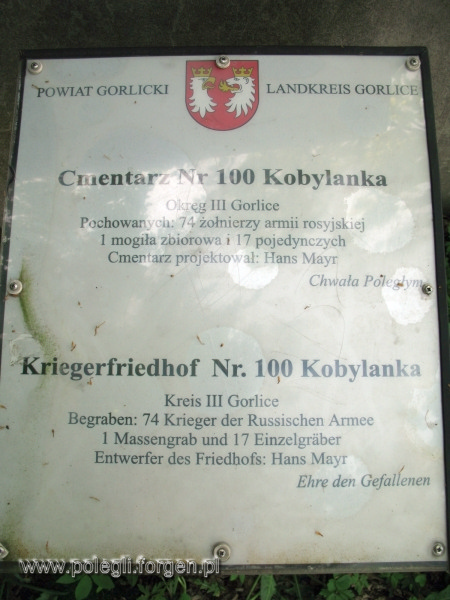 POWIAT GORLICKI
LANDKREIS GORLICE
Cmentarz Nr 100 Kobylanka
Okręg III Gorlice
Pochowanych: 74 żołnierzy armii rosyjskiej
1 mogiła zbiorowa i 17 pojedynczych
Cmentarz projektował: Hans Mayr
Chwała Poległym
Kriegerfriedhof Nr. 100 Kobylanka
Kreis III Gorlice
Begraben: 74 Krieger der Russischen Armee
1 Massengrab und 17 Einzelgräber
Entwerfer des Friedhofs: Hans Mayr
Ehre den Gefallenen
www.polegli.forgen.pl